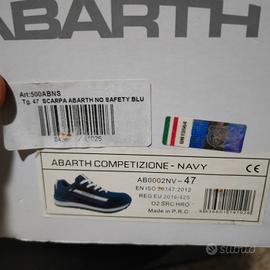 ABARTH
Art:500ABNS
Tg. 47 SCARPA ABARTH NO SAFETY BLU
ABARTH COMPETIZIONE - NAVY
CE
AB0002NV-47
EN ISO 20347:2012
REG EU 2016/425
O2 SRC HRO
Made in P.R.C
subito